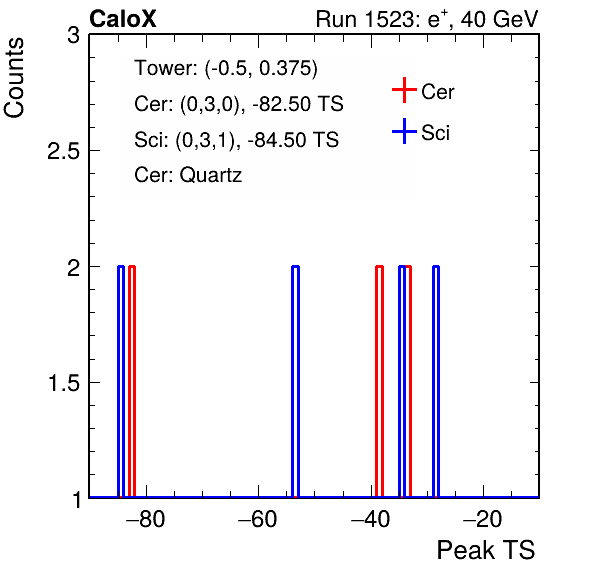 CaloX Run 1523: e⁺, 40 GeV
Counts
3
2.5
2
1.5
1
Tower: (-0.5, 0.375)
Cer: (0,3,0), -82.50 TS
Sci: (0,3,1), -84.50 TS
Cer: Quartz
Cer
Sci
−80 −60 −40 −20
Peak TS